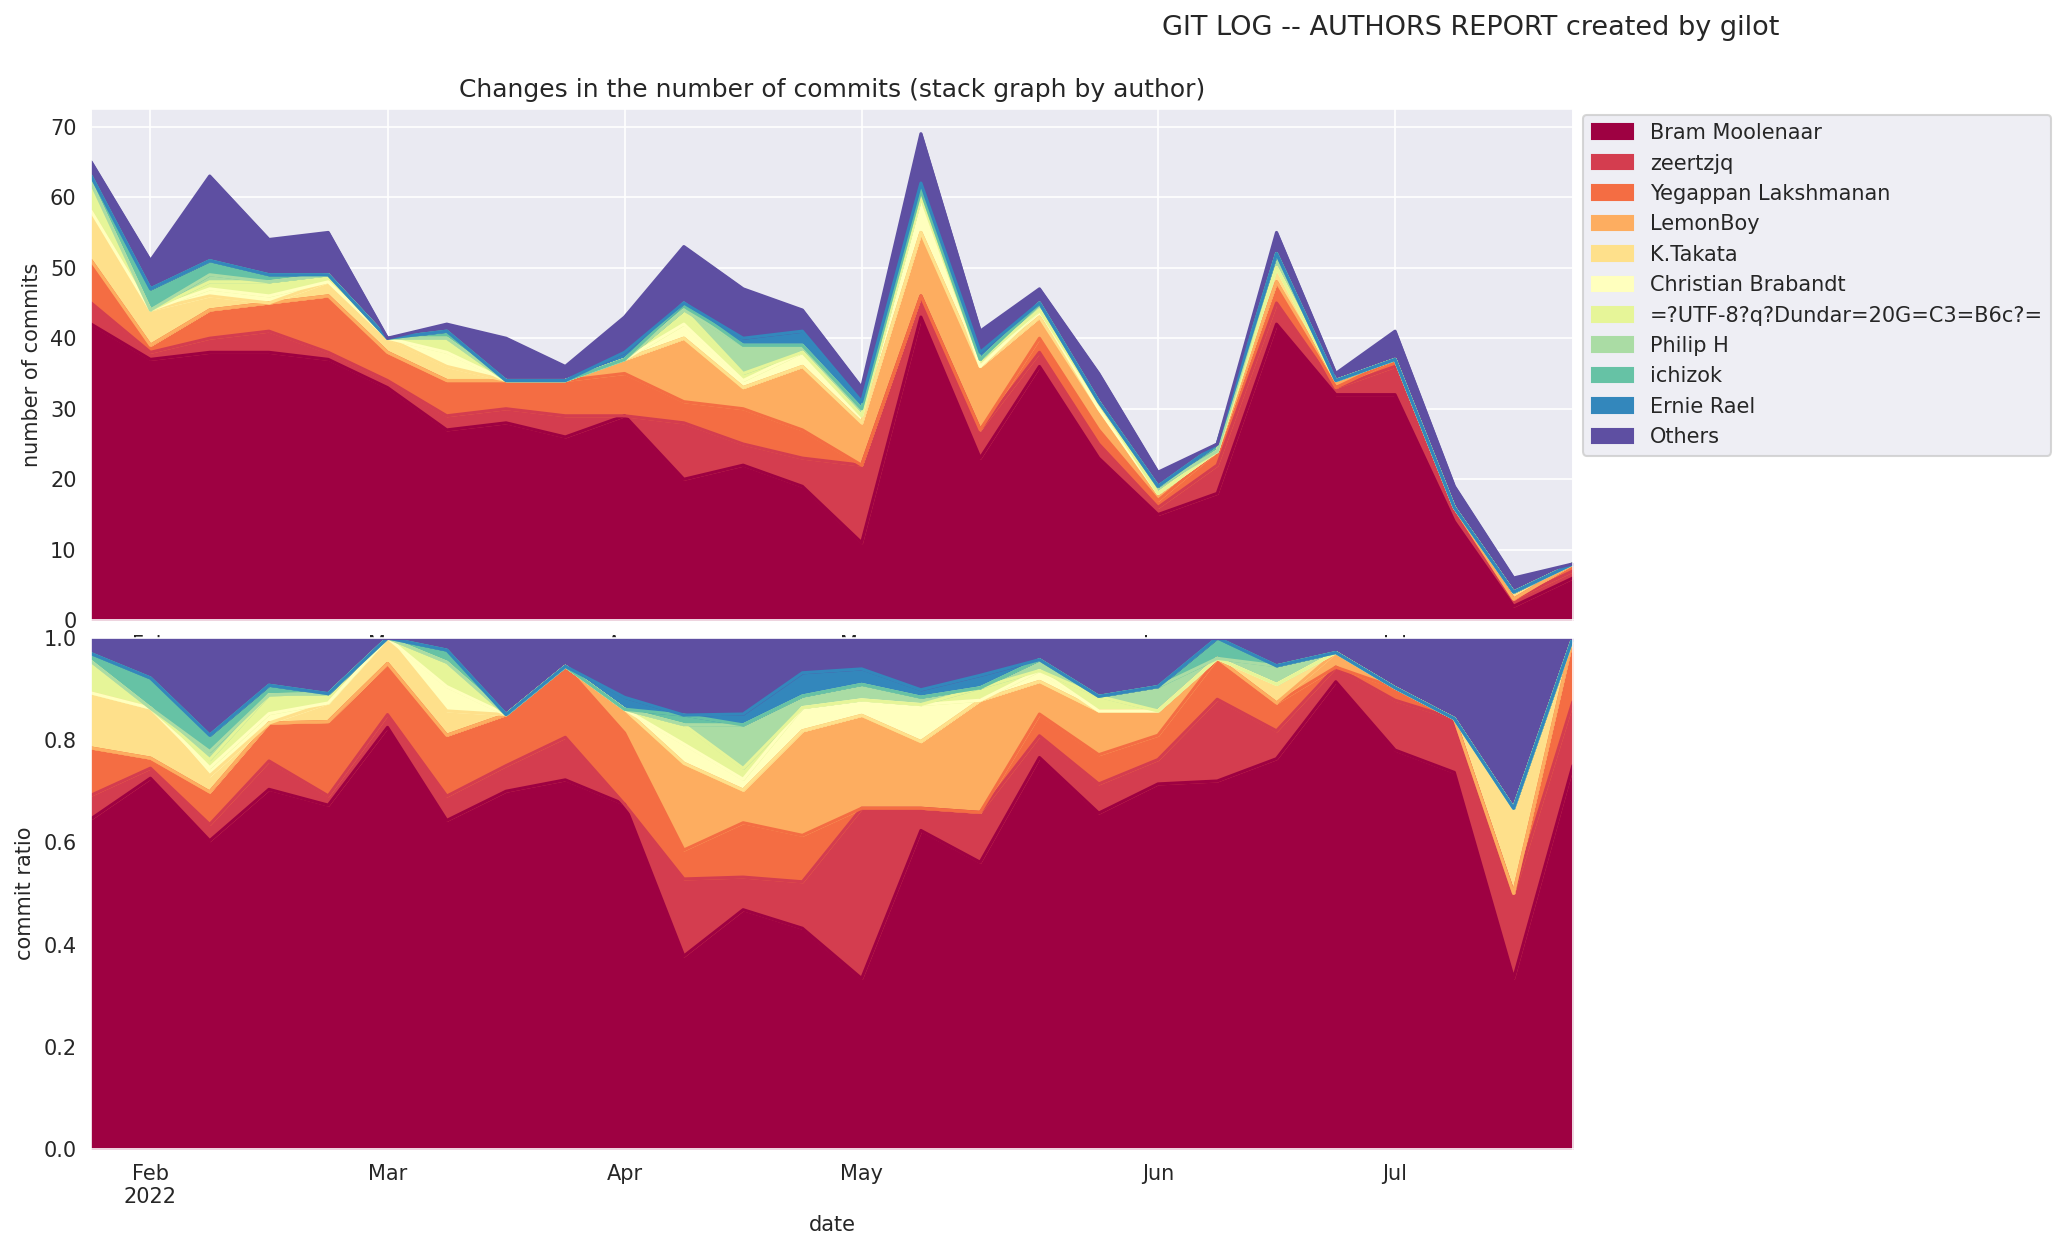 GIT LOG -- AUTHORS REPORT created by gilot
Changes in the number of commits (stack graph by author)
number of commits
70
60
50
40
30
20
10
0
Bram Moolenaar
zeertzjq
Yegappan Lakshmanan
LemonBoy
K.Takata
Christian Brabandt
=?UTF-8?q?Dundar=20G=C3=B6c?=
Philip H
ichizok
Ernie Rael
Others
commit ratio
1.0
0.8
0.6
0.4
0.2
0.0
Feb
2022
Mar
Apr
May
Jun
Jul
date